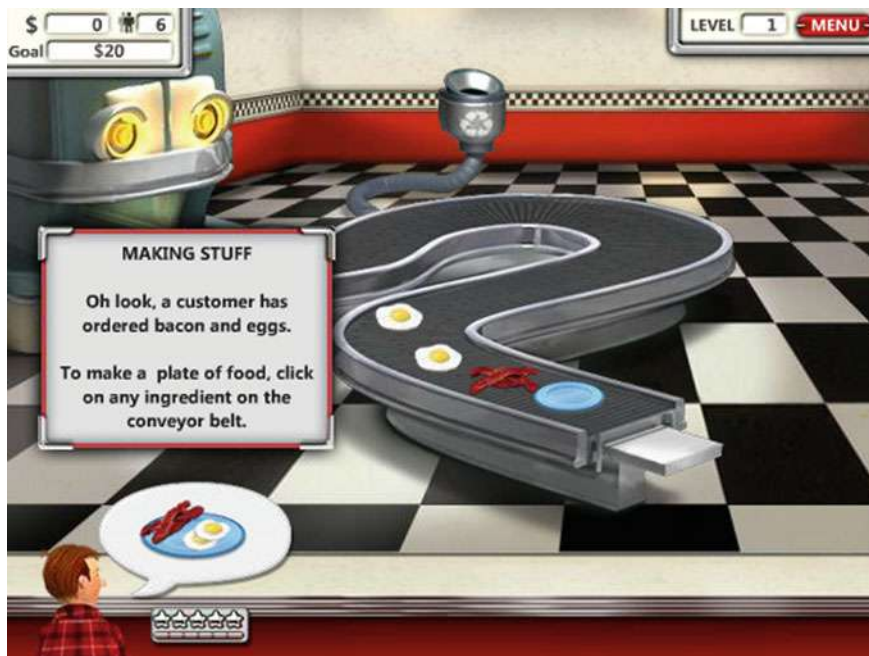 $ 0 6
Goal $20
LEVEL 1 MENU
MAKING STUFF
Oh look, a customer has
ordered bacon and eggs.
To make a plate of food, click
on any ingredient on the
conveyor belt.